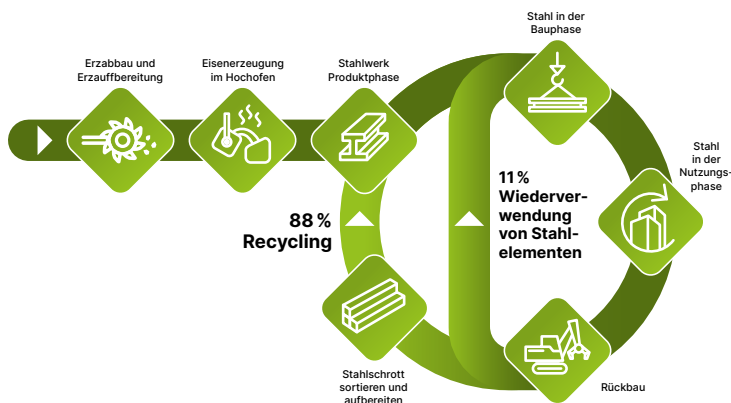 Stahl in der
Bauphase
Erzabbau und
Erzauffbereitung
Eisenerzeugung
im Hochofen
Stahlwerk
Produktphase
Stahl
in der
Nutzungs-
phase
11 %
Wiederver-
wendung
von Stahl-
elementen
88 %
Recycling
Stahlschrott
sortieren und
aufbereiten
Rückbau